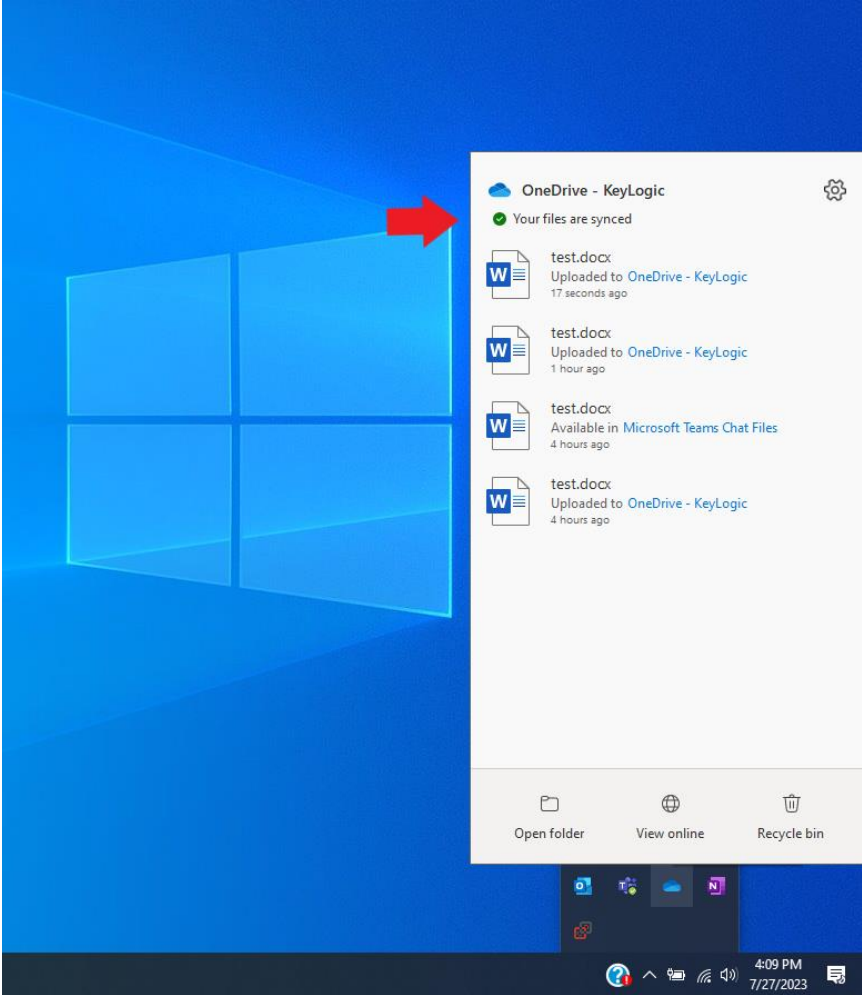 OneDrive - KeyLogic
Your files are synced
test.docx
Uploaded to OneDrive - KeyLogic
17 seconds ago
test.docx
Uploaded to OneDrive - KeyLogic
1 hour ago
test.docx
Available in Microsoft Teams Chat Files
4 hours ago
test.docx
Uploaded to OneDrive - KeyLogic
4 hours ago
Open folder
View online
Recycle bin
4:09 PM
7/27/2023